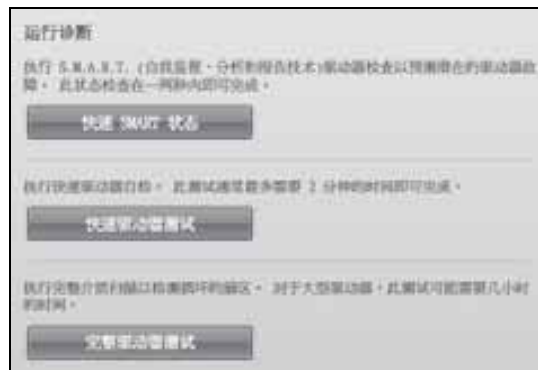 运行诊断
执行 S.M.A.R.T. (自我监视、分析和报告技术)驱动器检查以预测潜在的驱动器故
障。 此状态检查在一两秒内即可完成。
快速 SMART 状态
执行快速驱动器自检。 此测试通常最多需要 2 分钟的时间即可完成。
快速驱动器测试
执行完整介质扫描以检测损坏的扇区。 对于大型驱动器，此测试可能需要几小时
的时间。
完整驱动器测试